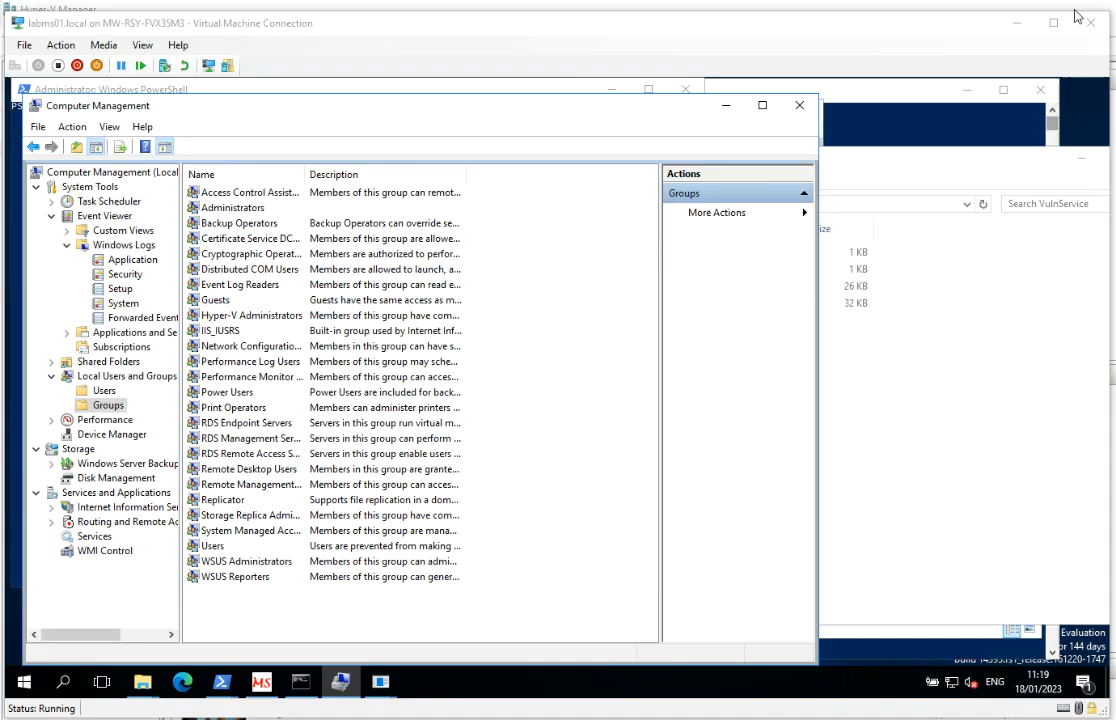 Hyper-V Manager
labms01.local on MW-RSY-FVX35M3 - Virtual Machine Connection
File Action Media View Help
Administrator: Windows PowerShell
PS
Computer Management
File Action View Help
Computer Management (Local
System Tools
Task Scheduler
Event Viewer
Custom Views
Windows Logs
Application
Security
Setup
System
Forwarded Event
Applications and Se
Subscriptions
Shared Folders
Local Users and Groups
Users
Groups
Performance
Device Manager
Storage
Windows Server Backup
Disk Management
Services and Applications
Internet Information Se
Routing and Remote Ac
Services
WMI Control
Name Description
Access Control Assist... Members of this group can remot...
Administrators
Backup Operators Backup Operators can override se...
Certificate Service DC... Members of this group are allowe...
Cryptographic Operat... Members are authorized to perfor...
Distributed COM Users Members are allowed to launch, a...
Event Log Readers Members of this group can read e...
Guests Guests have the same access as m...
Hyper-V Administrators Members of this group have com...
IIS_IUSRS Built-in group used by Internet Inf...
Network Configuratio... Members in this group can have s...
Performance Log Users Members of this group may sche...
Performance Monitor ... Members of this group can acces...
Power Users Power Users are included for back...
Print Operators Members can administer printers ...
RDS Endpoint Servers Servers in this group run virtual m...
RDS Management Ser... Servers in this group can perform ...
RDS Remote Access S... Servers in this group enable users ...
Remote Desktop Users Members in this group are grante...
Remote Management... Members of this group can acces...
Replicator Supports file replication in a dom...
Storage Replica Admi... Members of this group have com...
System Managed Acc... Members of this group are mana...
Users Users are prevented from making ...
WSUS Administrators Members of this group can admi...
WSUS Reporters Members of this group can gener...
Actions
Groups
More Actions
Search VulnService
ize
1 KB
1 KB
26 KB
32 KB
Evaluation
or 144 days
Build 14393.rs1_release.161220-1747
MS
ENG
11:19
18/01/2023
1
Status: Running